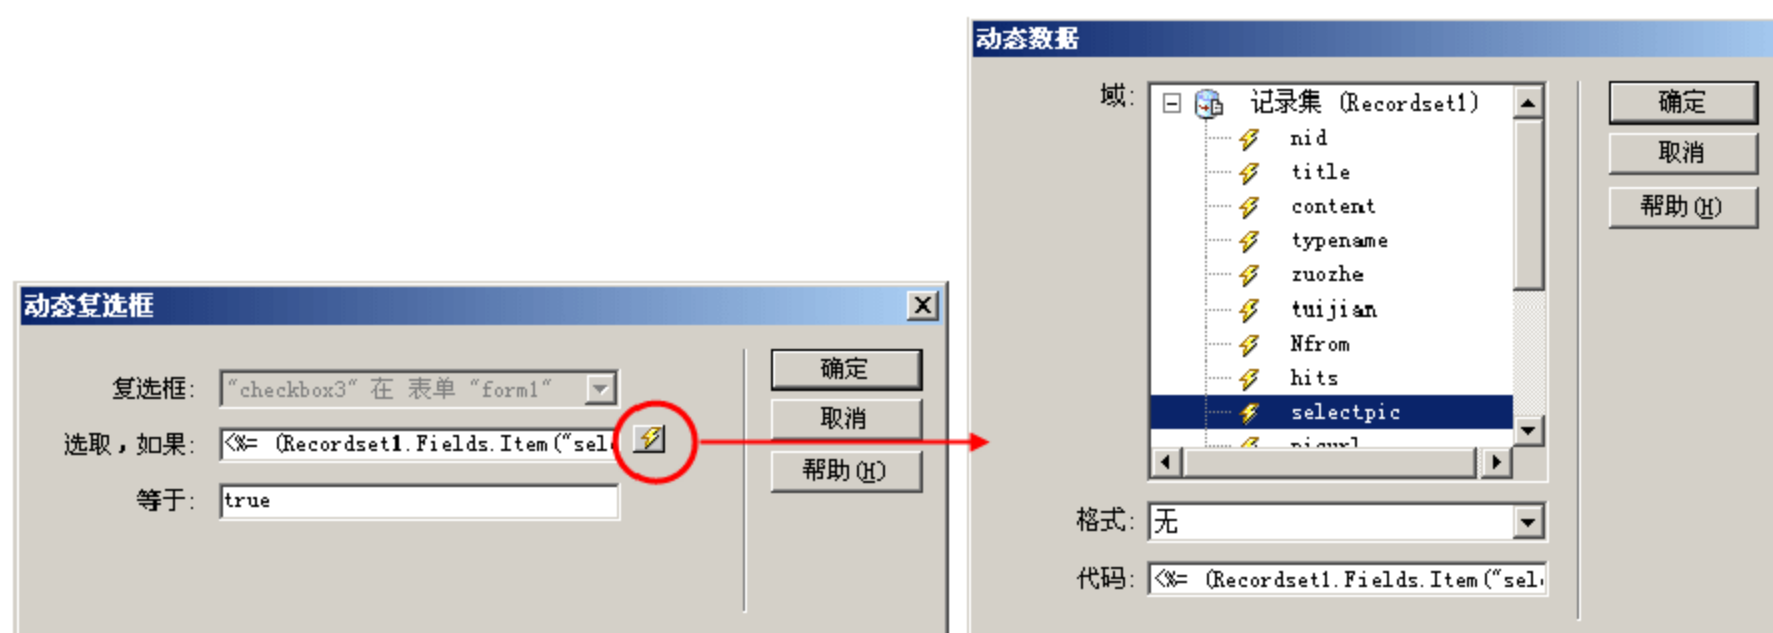 动态复选框
复选框:
"checkbox3" 在 表单 "form1"
选取,如果:
<%= (Recordset1.Fields.Item("sel
等于:
true
确定
取消
帮助(H)
动态数据
域:
记录集 (Recordset1)
nid
title
content
typename
zuozhe
tuijian
Nfrom
hits
selectpic
picurl
格式:
无
代码:
<%= (Recordset1.Fields.Item("sel
确定
取消
帮助(H)